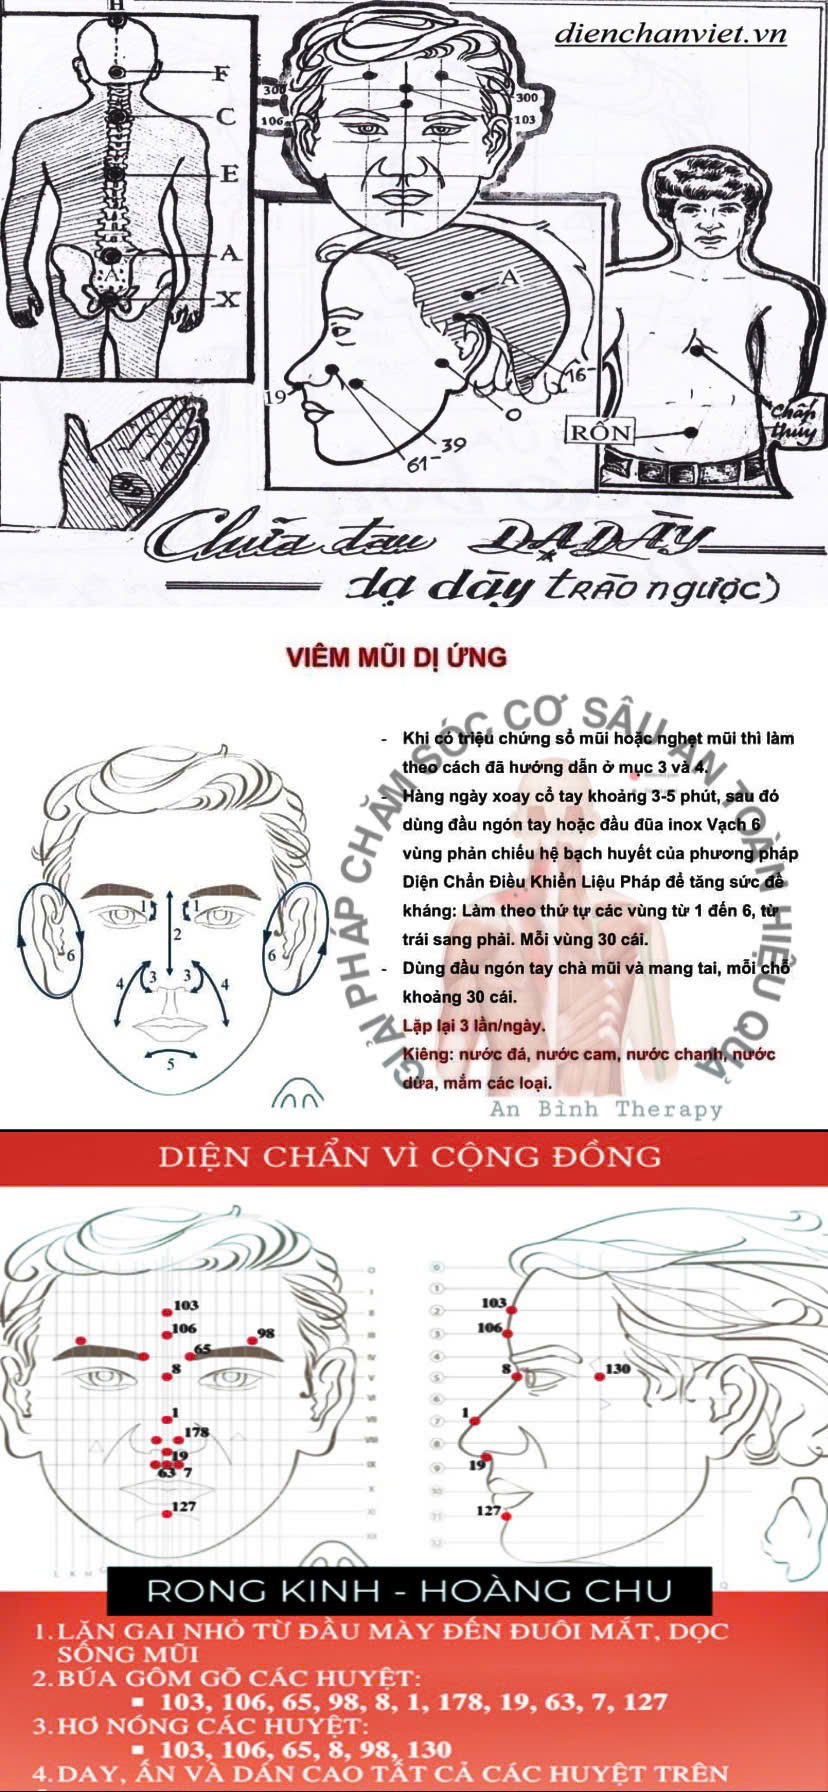 dienchanviet.vn
H
F
C
E
A
X
300
106
300
103
A
16-
19
39
61-
RỐN
Chấn thủy
Chữa đau DẠ DÀY
dạ dày TRÀO ngược)
VIÊM MŨI DỊ ỨNG
- Khi có triệu chứng sổ mũi hoặc nghẹt mũi thì làm
theo cách đã hướng dẫn ở mục 3 và 4.
- Hàng ngày xoay cổ tay khoảng 3-5 phút, sau đó
dùng đầu ngón tay hoặc đầu đũa inox Vạch 6
vùng phản chiếu hệ bạch huyết của phương pháp
Diện Chẩn Điều Khiển Liệu Pháp để tăng sức đề
kháng: Làm theo thứ tự các vùng từ 1 đến 6, từ
trái sang phải. Mỗi vùng 30 cái.
- Dùng đầu ngón tay chà mũi và mang tai, mỗi chỗ
khoảng 30 cái.
Lặp lại 3 lần/ngày.
Kiêng: nước đá, nước cam, nước chanh, nước
dừa, mắm các loại.
GIẢI PHÁP CHĂM SÓC CƠ SÂU AN TOÀN HIỆU QUẢ
An Bình Therapy
1 1
2
6 6
3 3
4 4
5
DIỆN CHẨN VÌ CỘNG ĐỒNG
103
106
98
65
8
1
178
19
63 7
127
103
106
8
130
1
19
127
RONG KINH - HOÀNG CHU
1. LĂN GAI NHỎ TỪ ĐẦU MÀY ĐẾN ĐUÔI MẮT, DỌC
SỐNG MŨI
2. BÚA GÔM GÕ CÁC HUYỆT:
▪ 103, 106, 65, 98, 8, 1, 178, 19, 63, 7, 127
3. HƠ NÓNG CÁC HUYỆT:
▪ 103, 106, 65, 8, 98, 130
4. DAY, ẤN VÀ DÁN CAO TẤT CẢ CÁC HUYỆT TRÊN